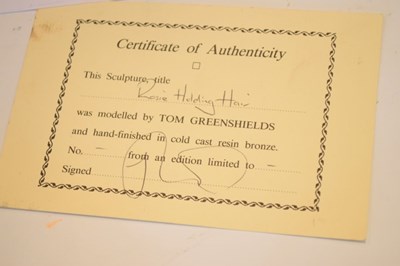 Certificate of Authenticity
This Sculpture, title
Rosie Holding Hair
was modelled by TOM GREENSHIELDS
and hand-finished in cold cast resin bronze.
No. – from an edition limited to –
Signed